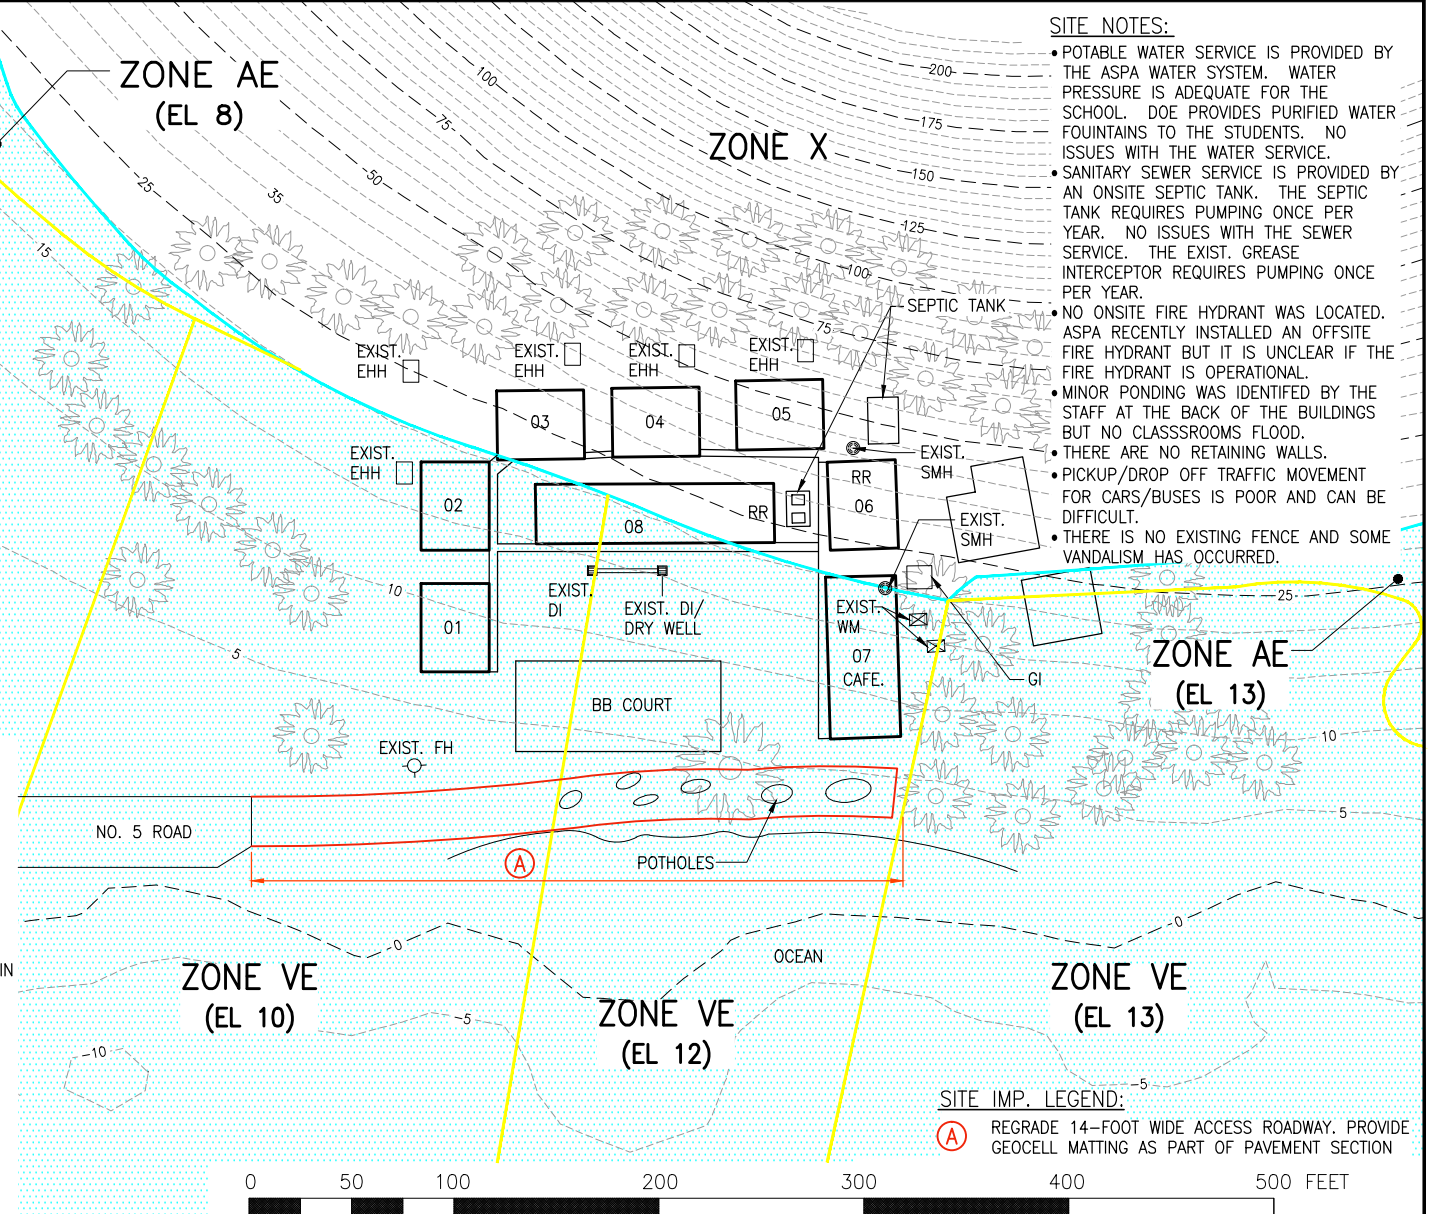 SITE NOTES:
• POTABLE WATER SERVICE IS PROVIDED BY
THE ASPA WATER SYSTEM. WATER
PRESSURE IS ADEQUATE FOR THE
SCHOOL. DOE PROVIDES PURIFIED WATER
FOUNTAINS TO THE STUDENTS. NO
ISSUES WITH THE WATER SERVICE.
• SANITARY SEWER SERVICE IS PROVIDED BY
AN ONSITE SEPTIC TANK. THE SEPTIC
TANK REQUIRES PUMPING ONCE PER
YEAR. NO ISSUES WITH THE SEWER
SERVICE. THE EXIST. GREASE
INTERCEPTOR REQUIRES PUMPING ONCE
PER YEAR.
• NO ONSITE FIRE HYDRANT WAS LOCATED.
ASPA RECENTLY INSTALLED AN OFFSITE
FIRE HYDRANT BUT IT IS UNCLEAR IF THE
FIRE HYDRANT IS OPERATIONAL.
• MINOR PONDING WAS IDENTIFED BY THE
STAFF AT THE BACK OF THE BUILDINGS
BUT NO CLASSSROOMS FLOOD.
• THERE ARE NO RETAINING WALLS.
• PICKUP/DROP OFF TRAFFIC MOVEMENT
FOR CARS/BUSES IS POOR AND CAN BE
DIFFICULT.
• THERE IS NO EXISTING FENCE AND SOME
VANDALISM HAS OCCURRED.
ZONE AE
(EL 8)
ZONE X
100
75
50
35
25
15
200
175
150
125
100
75
SEPTIC TANK
EXIST.
EHH
EXIST.
EHH
EXIST.
EHH
EXIST.
EHH
03
04
05
EXIST.
EHH
EXIST.
SMH
02
08
RR
RR
06
EXIST.
SMH
10
EXIST.
DI
EXIST. DI/
DRY WELL
EXIST.
WM
25
01
5
07
CAFE.
GI
ZONE AE
(EL 13)
BB COURT
10
EXIST. FH
5
NO. 5 ROAD
POTHOLES
A
0
0
OCEAN
IN
ZONE VE
(EL 10)
ZONE VE
(EL 12)
ZONE VE
(EL 13)
-5
-10
-5
SITE IMP. LEGEND:
A REGRADE 14-FOOT WIDE ACCESS ROADWAY. PROVIDE
GEOCELL MATTING AS PART OF PAVEMENT SECTION
0 50 100 200 300 400 500 FEET